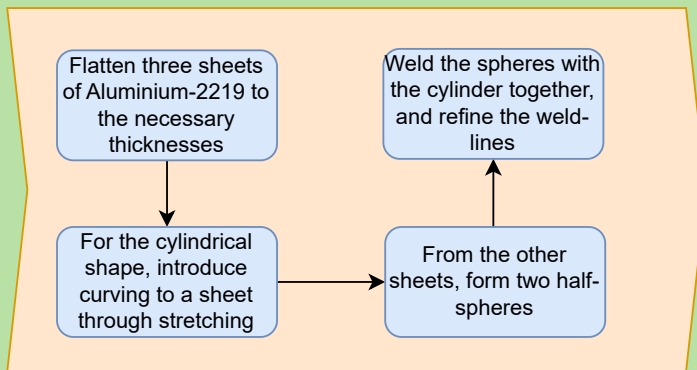 Flatten three sheets
of Aluminium-2219 to
the necessary
thicknesses
For the cylindrical
shape, introduce
curving to a sheet
through stretching
From the other
sheets, form two half-
spheres
Weld the spheres with
the cylinder together,
and refine the weld-
lines